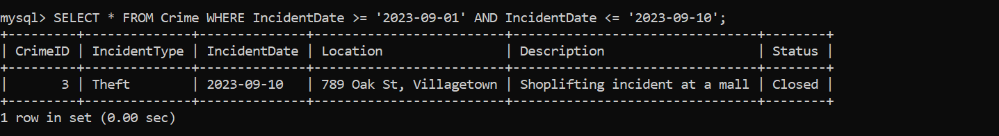 mysql> SELECT * FROM Crime WHERE IncidentDate >= '2023-09-01' AND IncidentDate <= '2023-09-10';
+---------+--------------+--------------+-------------------------+---------------------------------+--------+
| CrimeID | IncidentType | IncidentDate | Location                | Description                     | Status |
+---------+--------------+--------------+-------------------------+---------------------------------+--------+
|       3 | Theft        | 2023-09-10   | 789 Oak St, Villagetown | Shoplifting incident at a mall | Closed |
+---------+--------------+--------------+-------------------------+---------------------------------+--------+
1 row in set (0.00 sec)